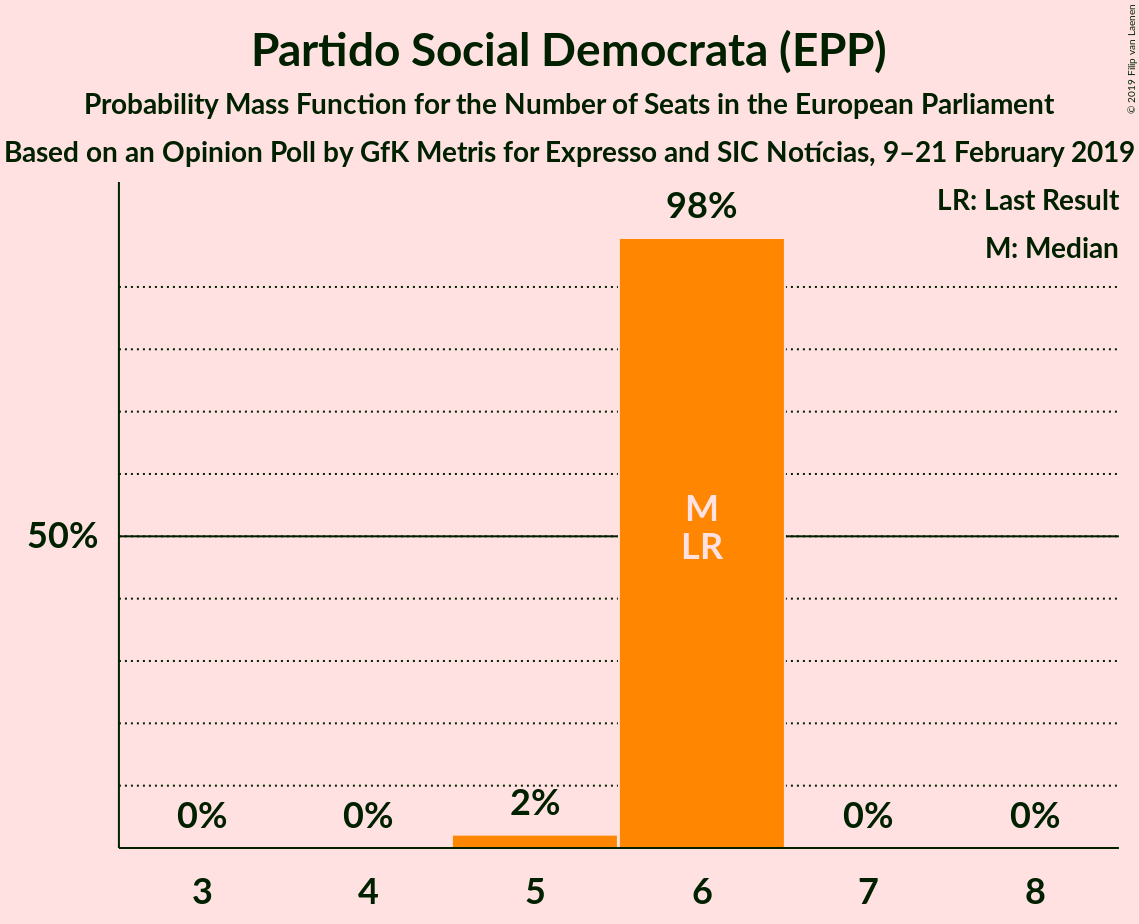 Partido Social Democrata (EPP)
Probability Mass Function for the Number of Seats in the European Parliament
Based on an Opinion Poll by GfK Metris for Expresso and SIC Notícias, 9–21 February 2019
© 2019 Filip van Laenen
LR: Last Result
M: Median
98%
50%
M
LR
0%
0%
2%
0%
0%
3
4
5
6
7
8